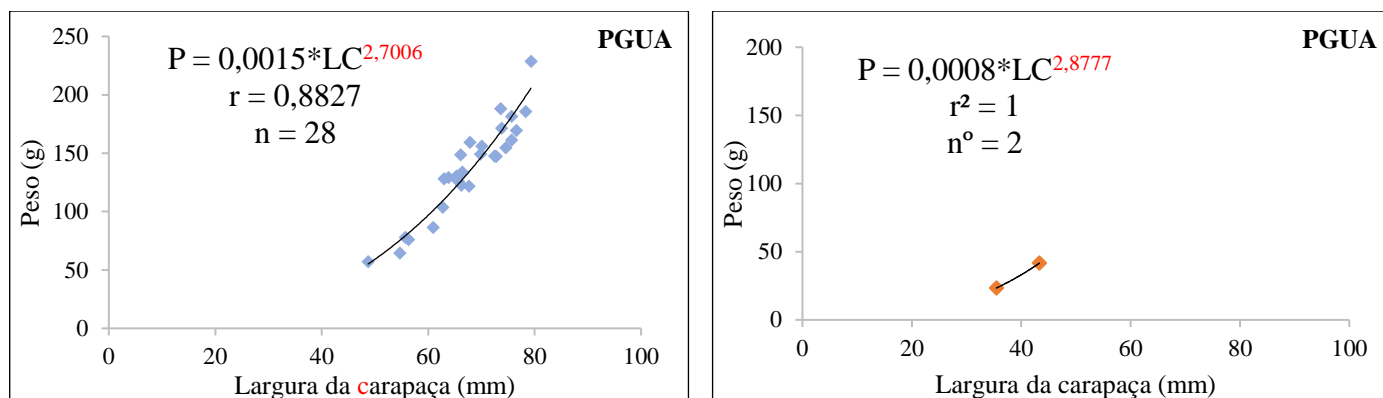 PGUA
P = 0,0015*LC2,7006
r = 0,8827
n = 28
Peso (g)
250
200
150
100
50
0
0 20 40 60 80 100
Largura da carapaça (mm)
PGUA
P = 0,0008*LC2,8777
r² = 1
nº = 2
Peso (g)
200
150
100
50
0
0 20 40 60 80 100
Largura da carapaça (mm)